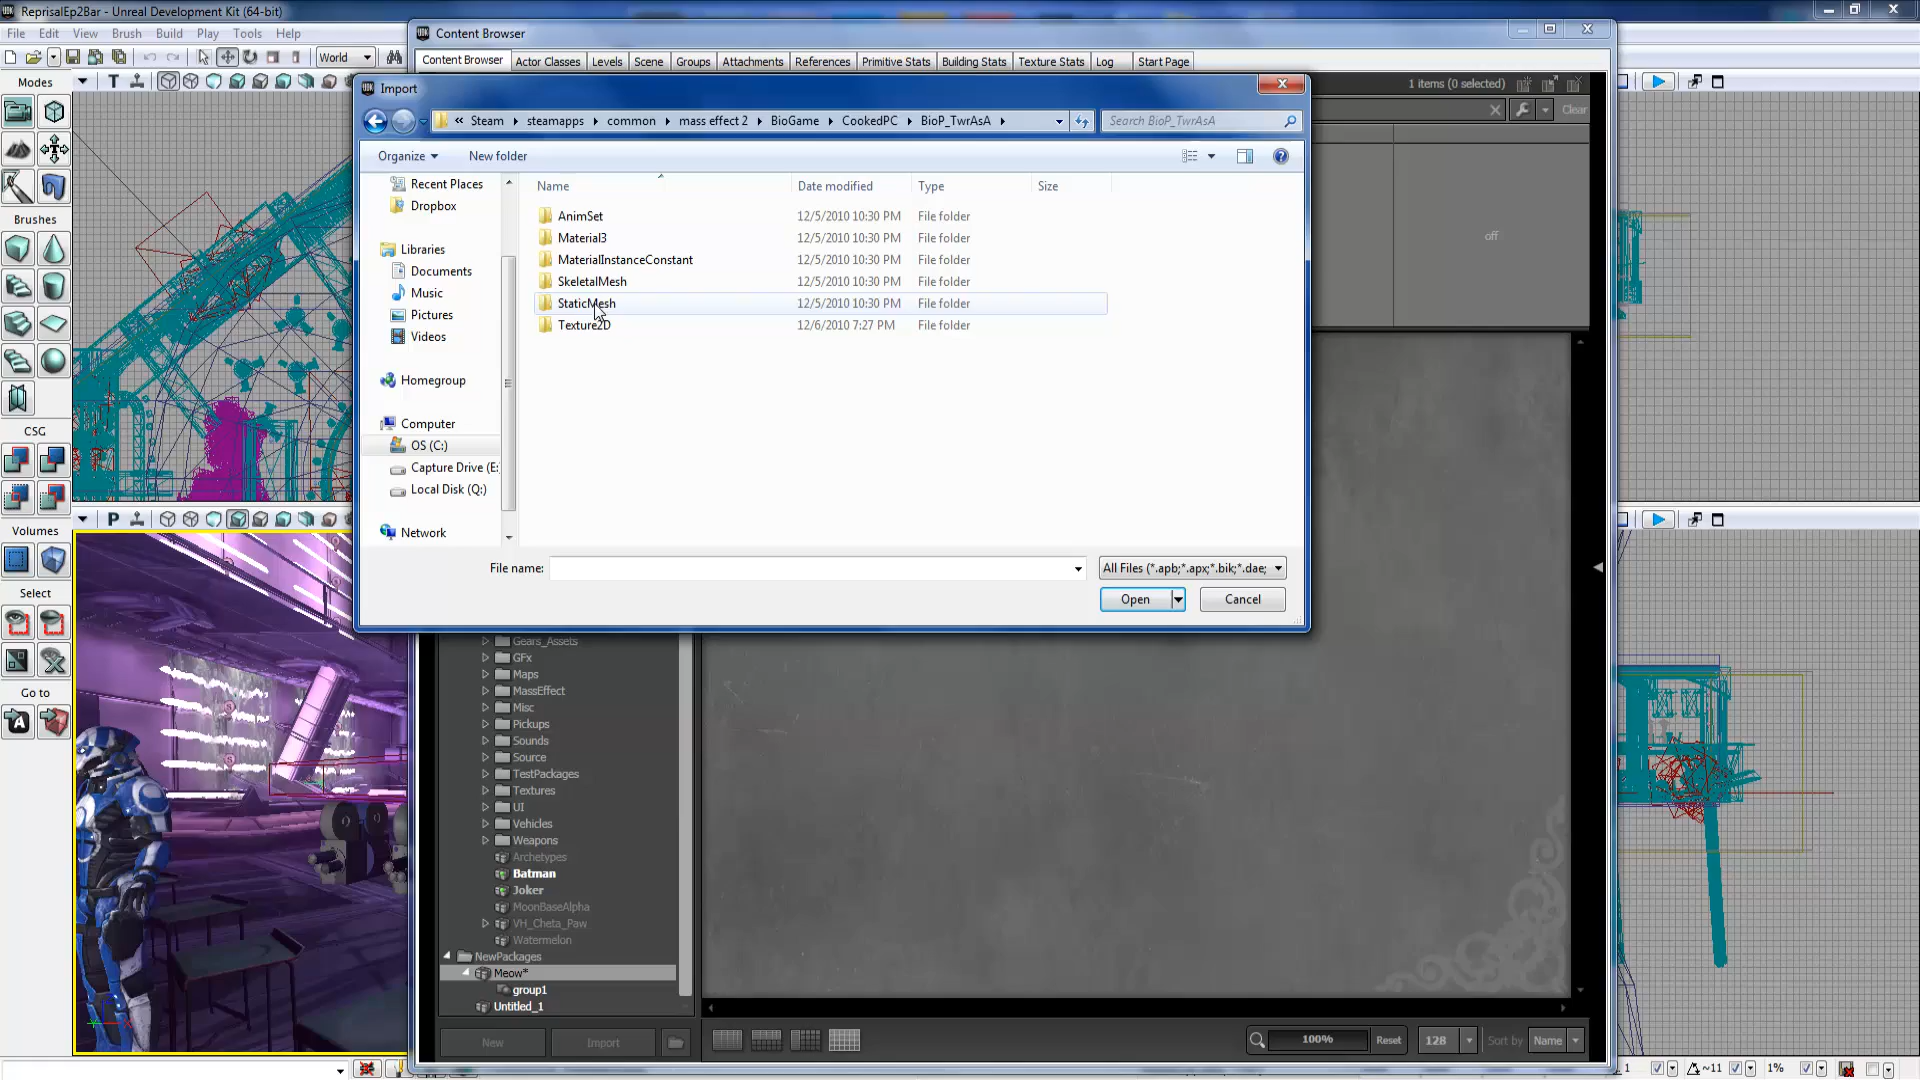 ReprisalEp2Bar - Unreal Development Kit (64-bit)
File Edit View Brush Build Play Tools Help
World
Modes
Brushes
CSG
Volumes
Select
Go to
T
P
Content Browser
Content Browser Actor Classes Levels Scene Groups Attachments References Primitive Stats Building Stats Texture Stats Log Start Page
1 items (0 selected)
Clear
off
Import
« Steam steamapps common mass effect 2 BioGame CookedPC BioP_TwrAsA
Search BioP_TwrAsA
Organize New folder
Recent Places
Dropbox
Libraries
Documents
Music
Pictures
Videos
Homegroup
Computer
OS (C:)
Capture Drive (E:
Local Disk (Q:)
Network
Name Date modified Type Size
AnimSet 12/5/2010 10:30 PM File folder
Material3 12/5/2010 10:30 PM File folder
MaterialInstanceConstant 12/5/2010 10:30 PM File folder
SkeletalMesh 12/5/2010 10:30 PM File folder
StaticMesh 12/5/2010 10:30 PM File folder
Texture2D 12/6/2010 7:27 PM File folder
File name:
All Files (*.apb;*.apx;*.bik;*.dae;
Open Cancel
Gears_Assets
GFx
Maps
MassEffect
Misc
Pickups
Sounds
Source
TestPackages
Textures
UI
Vehicles
Weapons
Archetypes
Batman
Joker
MoonBaseAlpha
VH_Cheta_Paw
Watermelon
NewPackages
Meow*
group1
Untitled_1
New Import
100% Reset 128 Sort by Name
1 ~11 1%